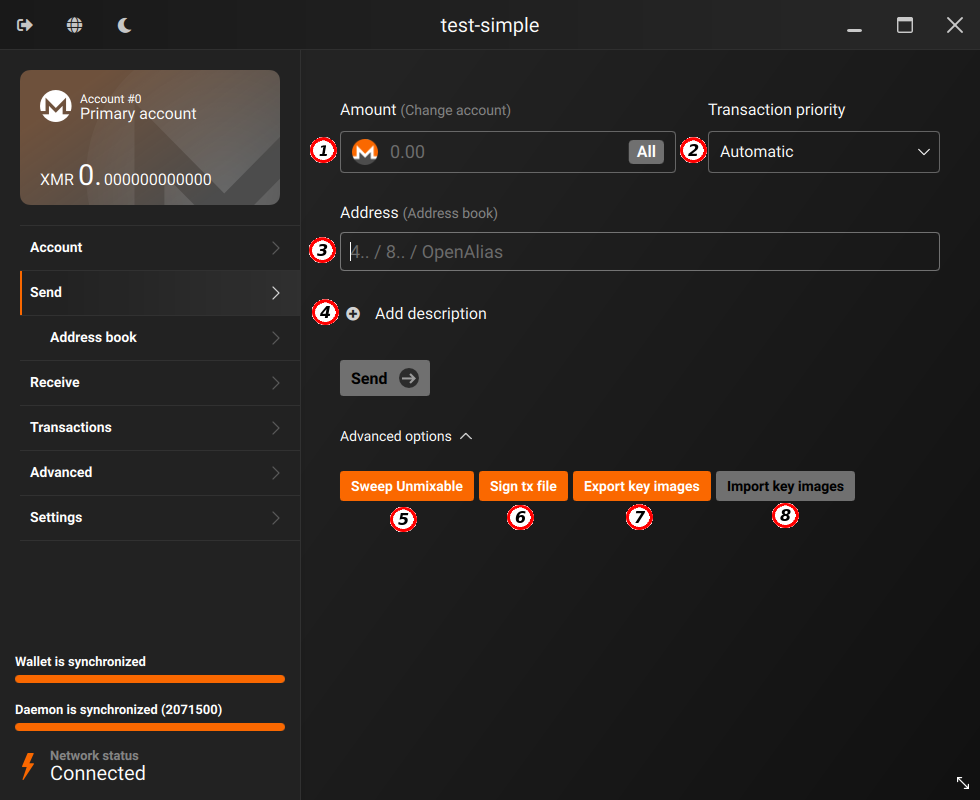 test-simple
Account #0
Primary account
XMR 0.000000000000
Account
Send
Address book
Receive
Transactions
Advanced
Settings
Wallet is synchronized
Daemon is synchronized (2071500)
Network status
Connected
Amount (Change account)
Transaction priority
1 0.00 All
2 Automatic
Address (Address book)
3 4.. / 8.. / OpenAlias
4 Add description
Send
Advanced options
Sweep Unmixable Sign tx file Export key images Import key images
5 6 7 8